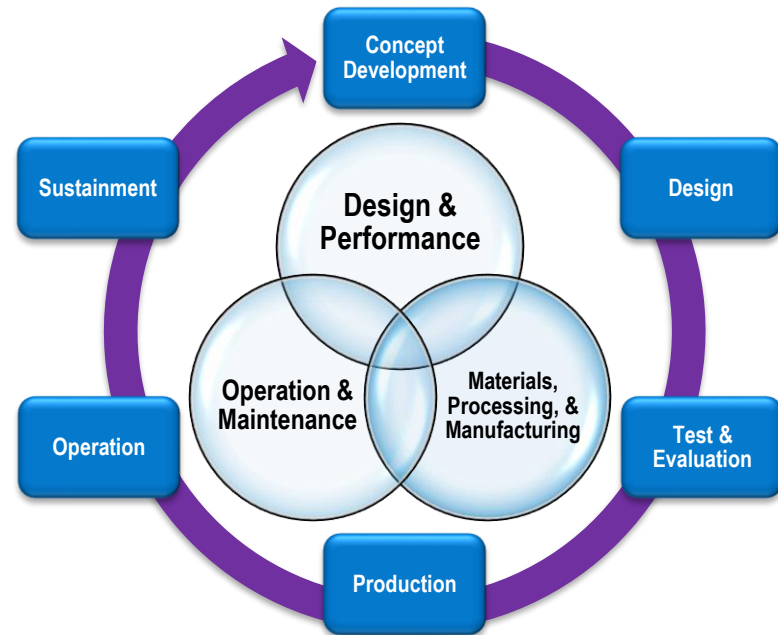 Concept
Development
Design
Test &
Evaluation
Production
Operation
Sustainment
Design &
Performance
Operation &
Maintenance
Materials,
Processing, &
Manufacturing